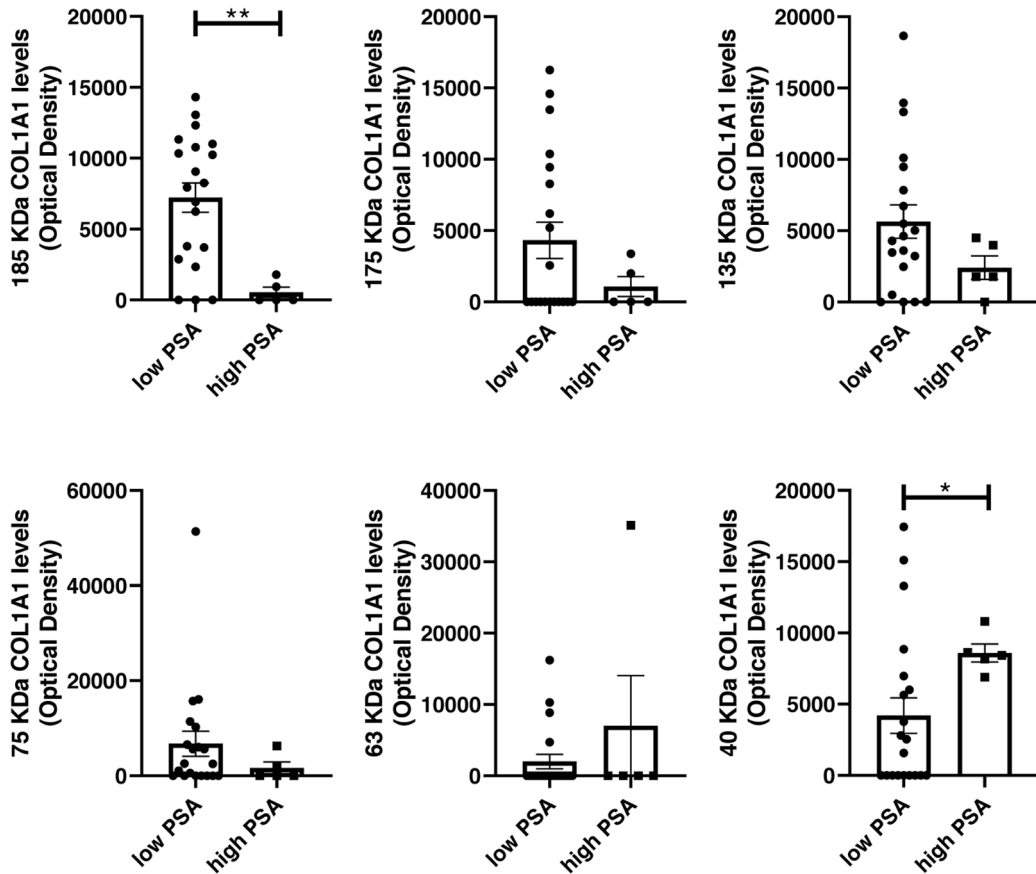 185 KDa COL1A1 levels
(Optical Density)
20000
15000
10000
5000
0
**
low PSA
high PSA
175 KDa COL1A1 levels
(Optical Density)
20000
15000
10000
5000
0
low PSA
high PSA
135 KDa COL1A1 levels
(Optical Density)
20000
15000
10000
5000
0
low PSA
high PSA
75 KDa COL1A1 levels
(Optical Density)
60000
40000
20000
0
low PSA
high PSA
63 KDa COL1A1 levels
(Optical Density)
40000
30000
20000
10000
0
low PSA
high PSA
40 KDa COL1A1 levels
(Optical Density)
20000
15000
10000
5000
0
*
low PSA
high PSA